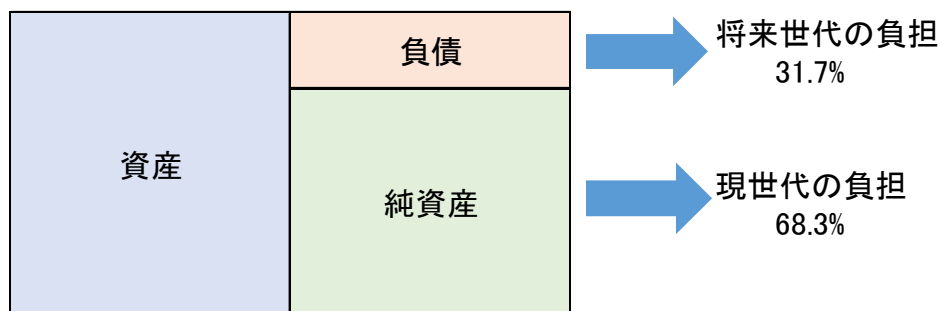 資産
負債
純資産
将来世代の負担
31.7%
現世代の負担
68.3%